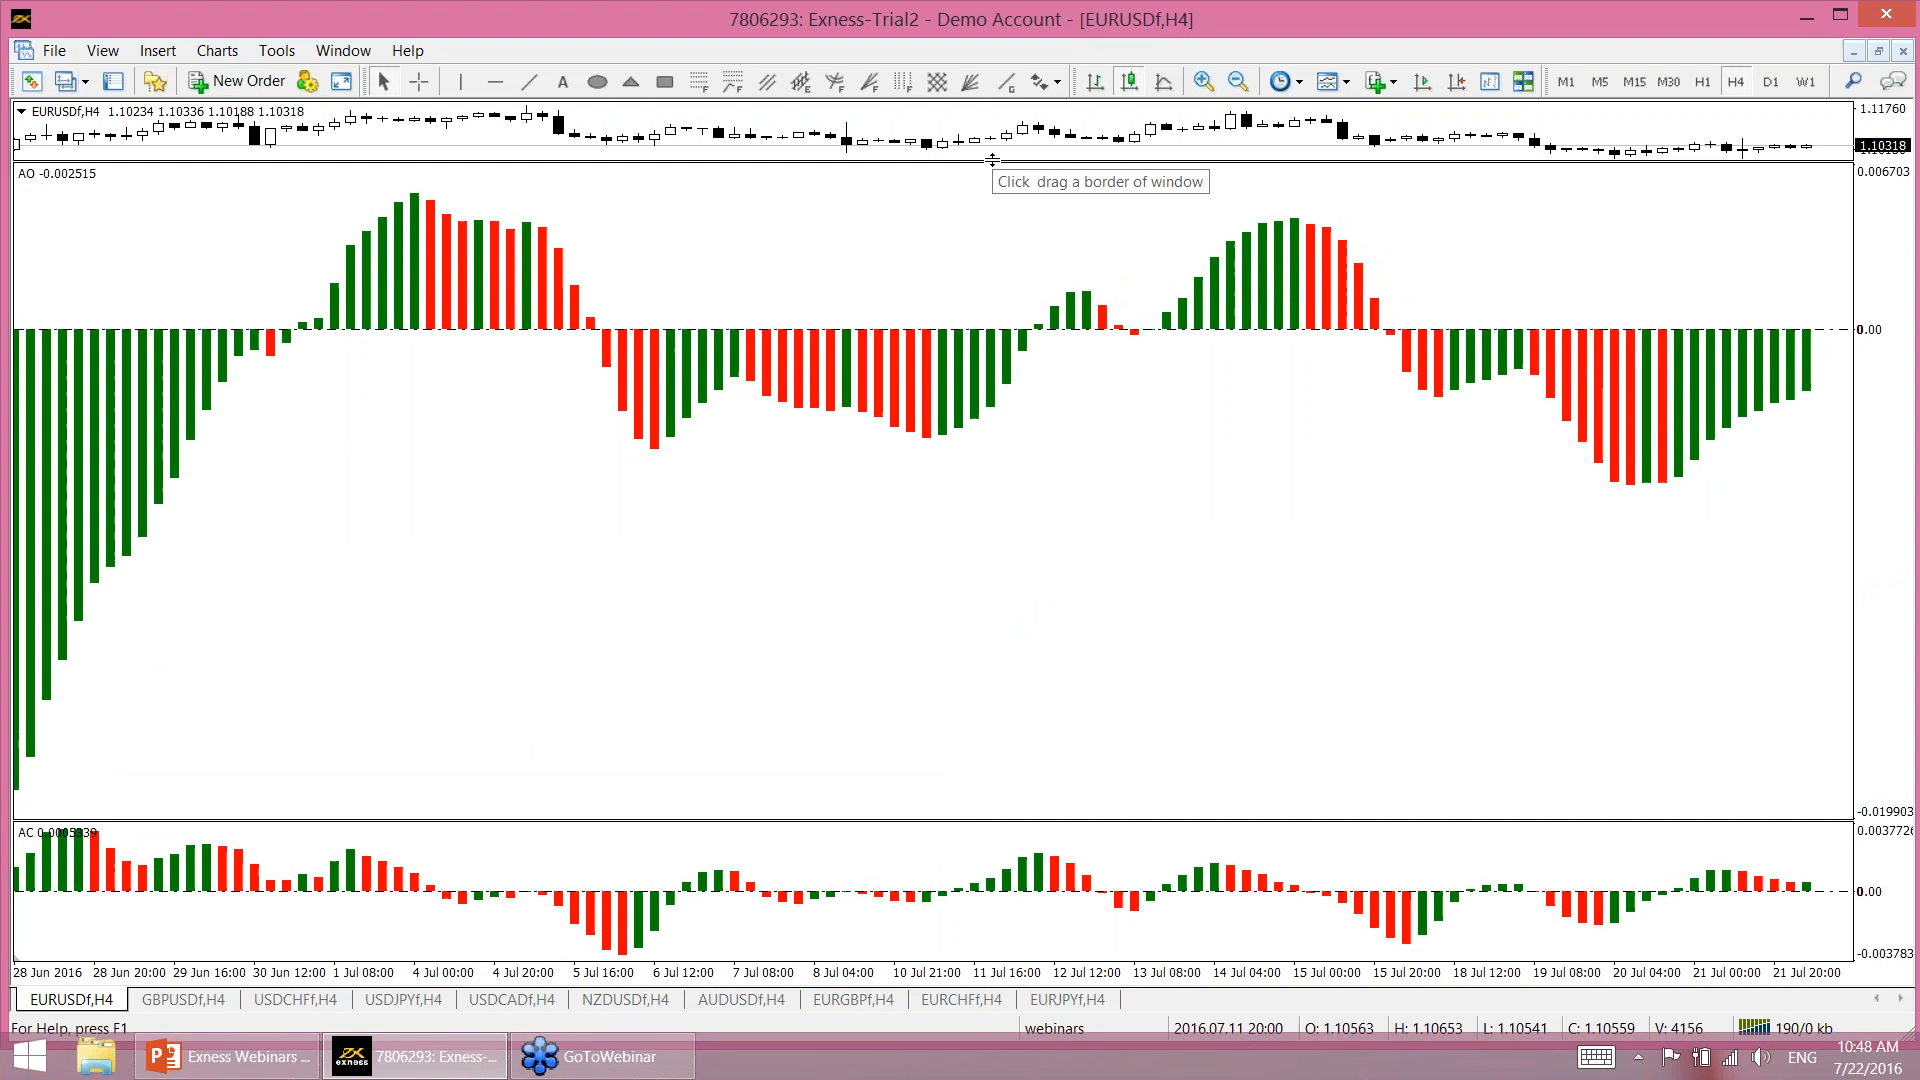 7806293: Exness-Trial2 - Demo Account - [EURUSDf,H4]
File View Insert Charts Tools Window Help
New Order M1 M5 M15 M30 H1 H4 D1 W1
EURUSDf,H4 1.10234 1.10336 1.10188 1.10318
1.11760
1.10318
Click drag a border of window
AO -0.002515
0.006703
0.00
-0.019903
AC 0.0005339
0.003772
0.00
-0.003783
28 Jun 2016 28 Jun 20:00 29 Jun 16:00 30 Jun 12:00 1 Jul 08:00 4 Jul 00:00 4 Jul 20:00 5 Jul 16:00 6 Jul 12:00 7 Jul 08:00 8 Jul 04:00 10 Jul 21:00 11 Jul 16:00 12 Jul 12:00 13 Jul 08:00 14 Jul 04:00 15 Jul 00:00 15 Jul 20:00 18 Jul 12:00 19 Jul 08:00 20 Jul 04:00 21 Jul 00:00 21 Jul 20:00
EURUSDf,H4 GBPUSDf,H4 USDCHFf,H4 USDJPYf,H4 USDCADf,H4 NZDUSDf,H4 AUDUSDf,H4 EURGBPf,H4 EURCHFf,H4 EURJPYf,H4
For Help, press F1 webinars 2016.07.11 20:00 O: 1.10563 H: 1.10653 L: 1.10541 C: 1.10559 V: 4156 190/0 kb
Exness Webinars ... exness 7806293: Exness-... GoToWebinar ENG
10:48 AM
7/22/2016